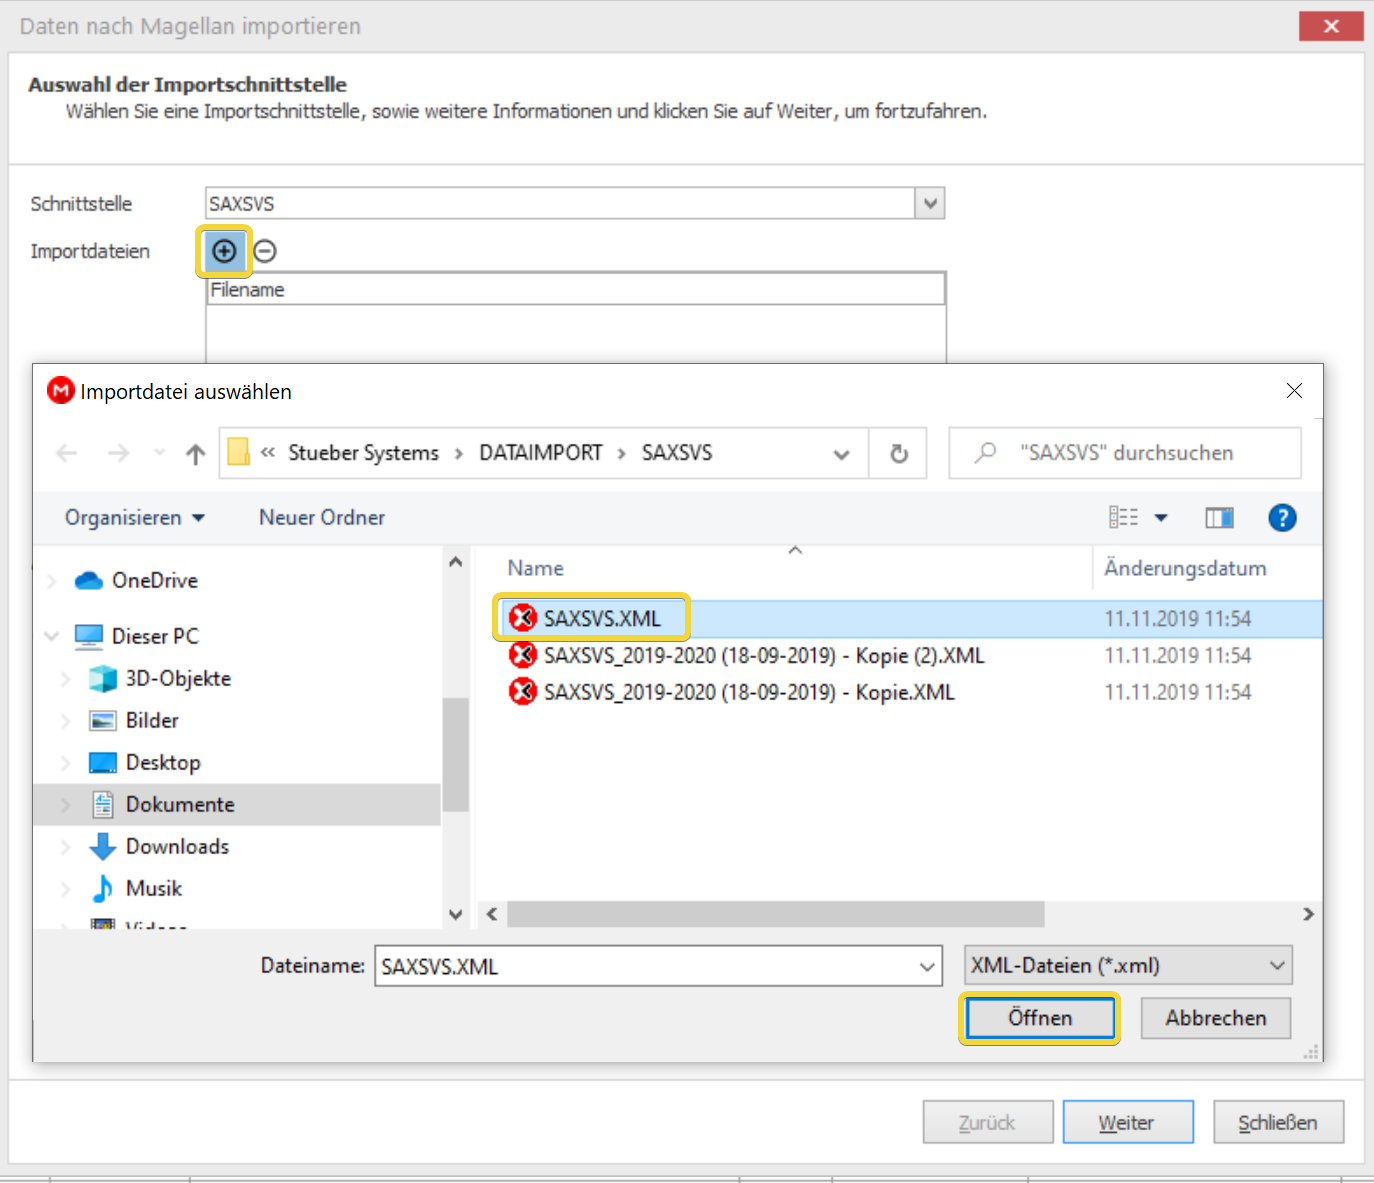 Daten nach Magellan importieren
Auswahl der Importschnittstelle
Wählen Sie eine Importschnittstelle, sowie weitere Informationen und klicken Sie auf Weiter, um fortzufahren.
Schnittstelle SAXSVS
Importdateien
Filename
Importdatei auswählen
« Stueber Systems › DATAIMPORT › SAXSVS "SAXSVS" durchsuchen
Organisieren Neuer Ordner
Name Änderungsdatum
OneDrive
SAXSVS.XML 11.11.2019 11:54
Dieser PC
SAXSVS_2019-2020 (18-09-2019) - Kopie (2).XML 11.11.2019 11:54
3D-Objekte
SAXSVS_2019-2020 (18-09-2019) - Kopie.XML 11.11.2019 11:54
Bilder
Desktop
Dokumente
Downloads
Musik
Videos
Dateiname: SAXSVS.XML XML-Dateien (*.xml)
Öffnen Abbrechen
Zurück Weiter Schließen